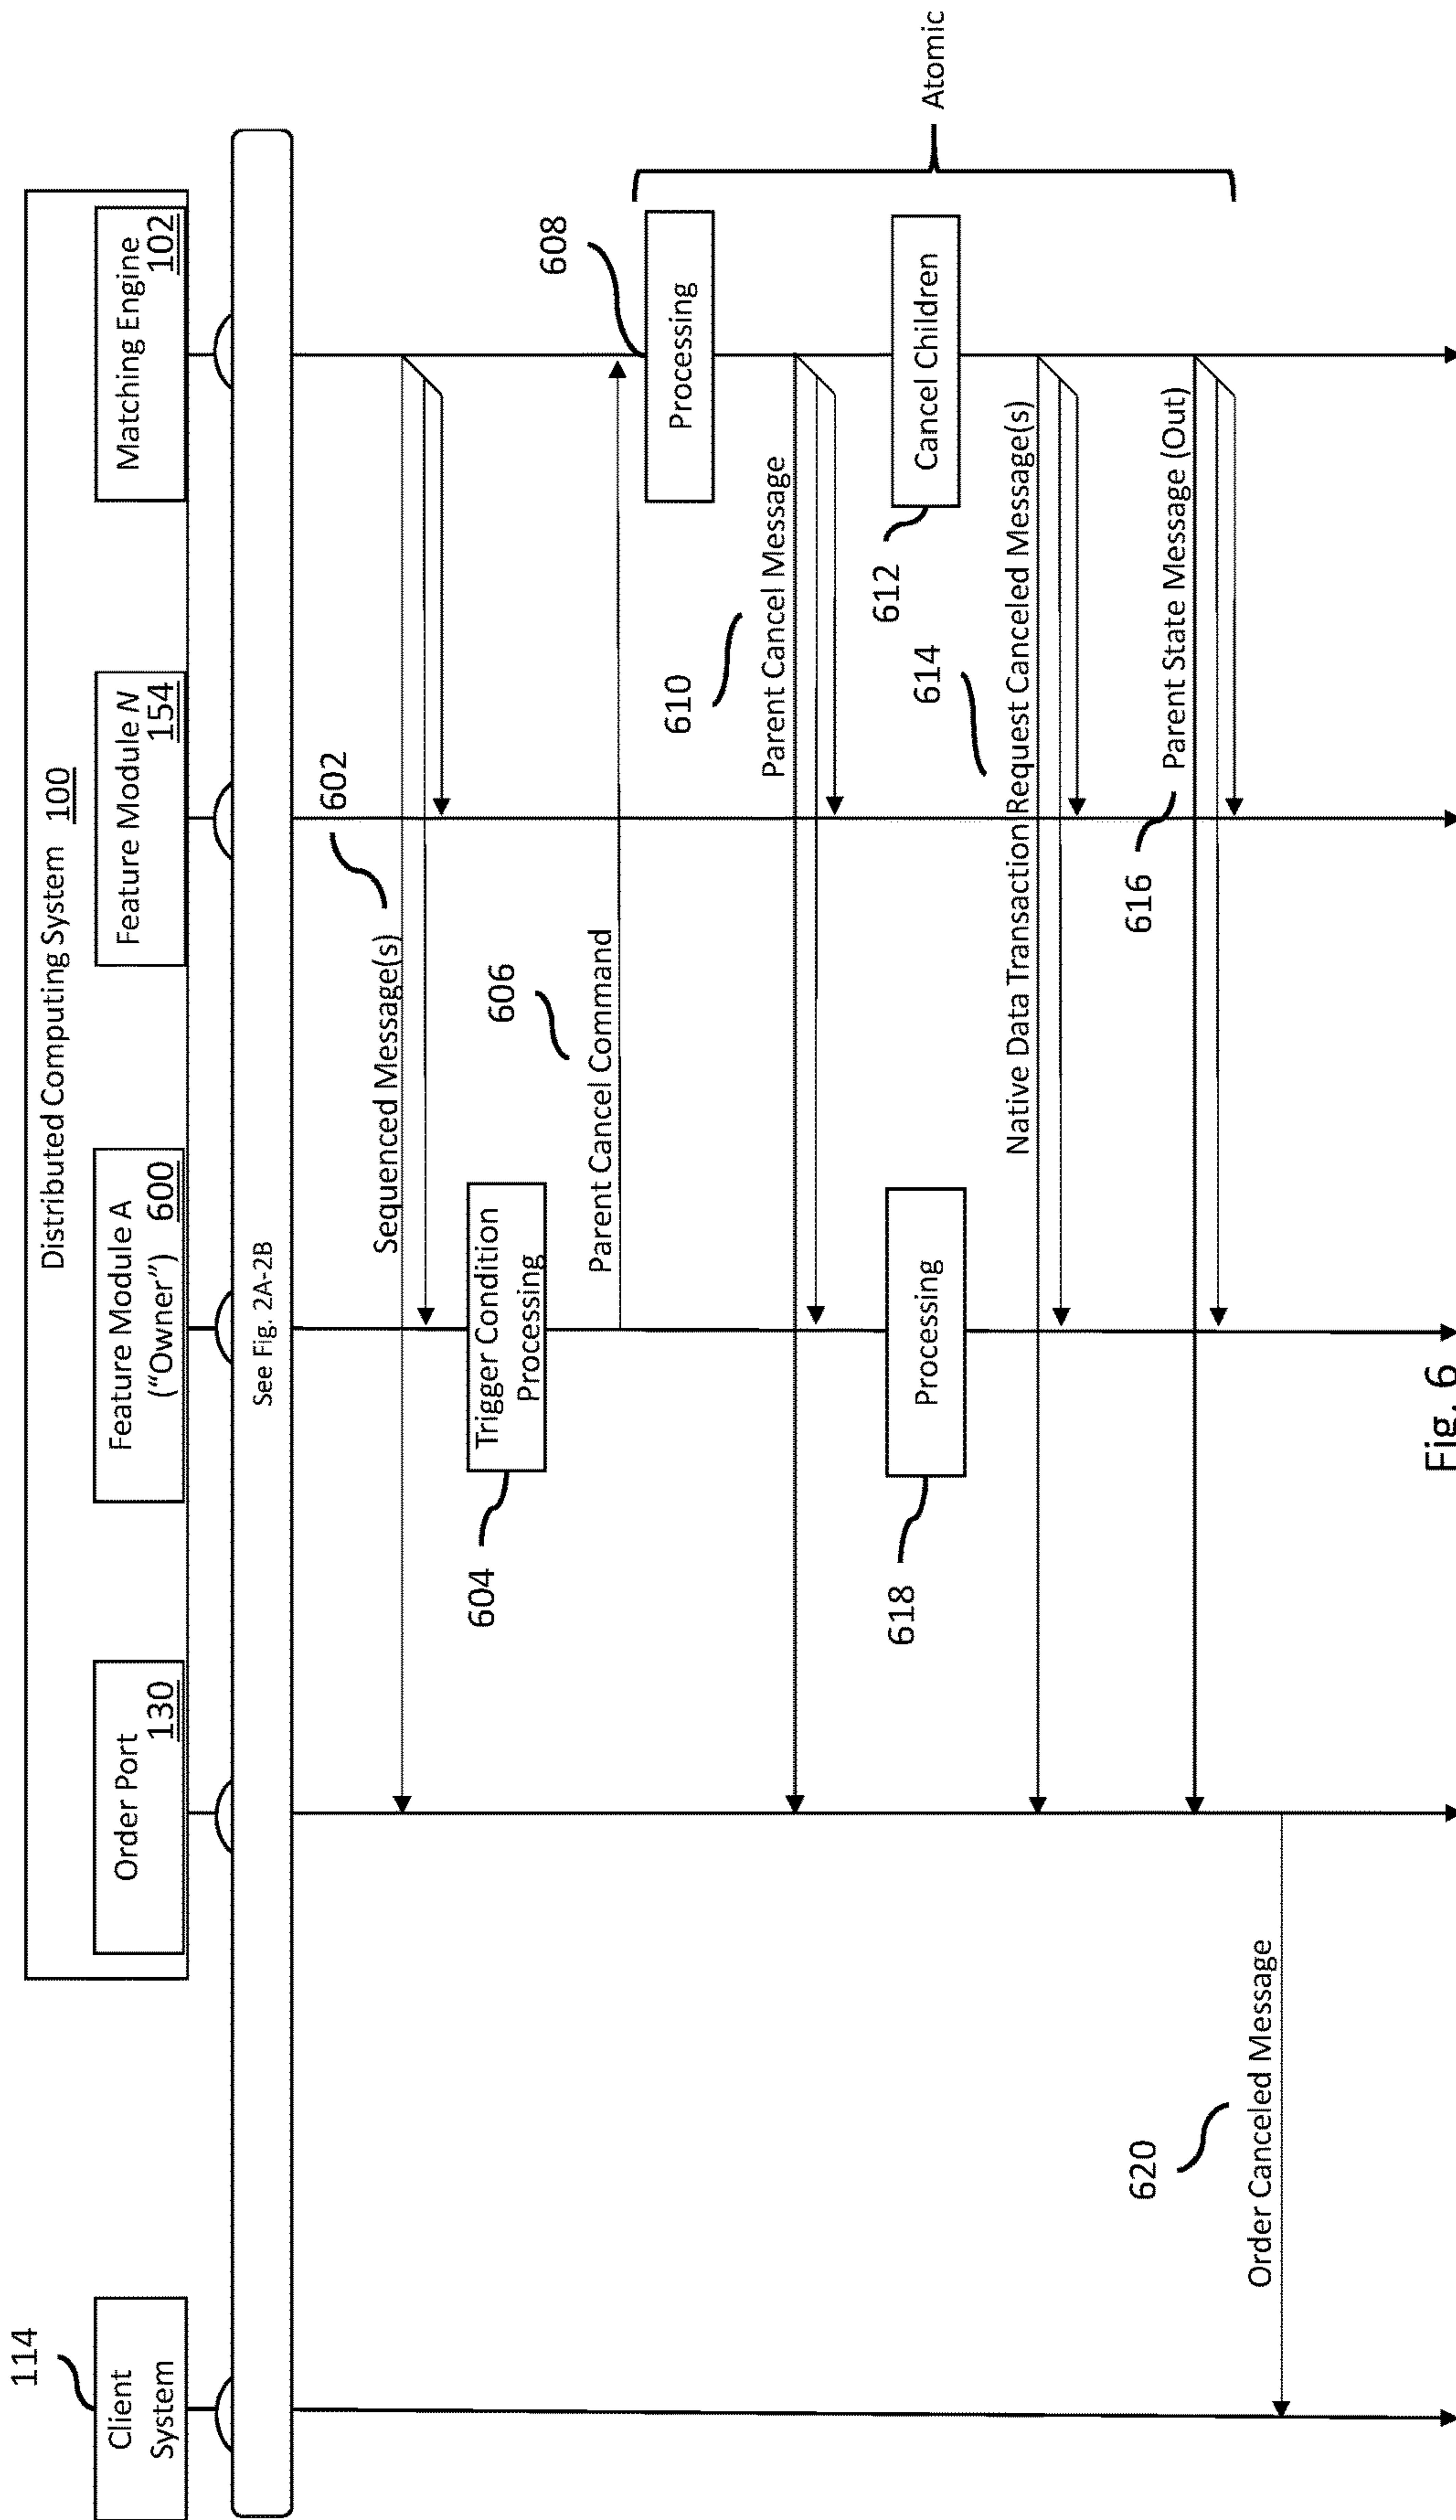 Distributed Computing System 100
114
Client
System
Order Port
130
Feature Module A
("Owner") 600
Feature Module N
154
Matching Engine
102
See Fig. 2A-2B
602
Sequenced Message(s)
604
Trigger Condition
Processing
606
Parent Cancel Command
608
Processing
Atomic
610
Parent Cancel Message
612
Cancel Children
618
Processing
614
Native Data Transaction Request Canceled Message(s)
616
Parent State Message (Out)
620
Order Canceled Message
Fig. 6